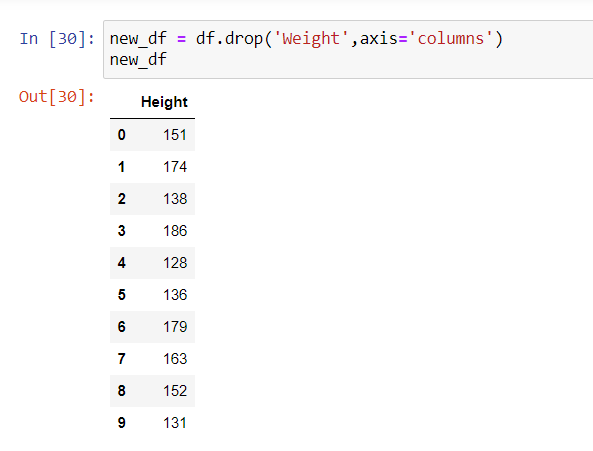 In [30]: new_df = df.drop('Weight',axis='columns')
new_df
Out[30]:
Height
0 151
1 174
2 138
3 186
4 128
5 136
6 179
7 163
8 152
9 131